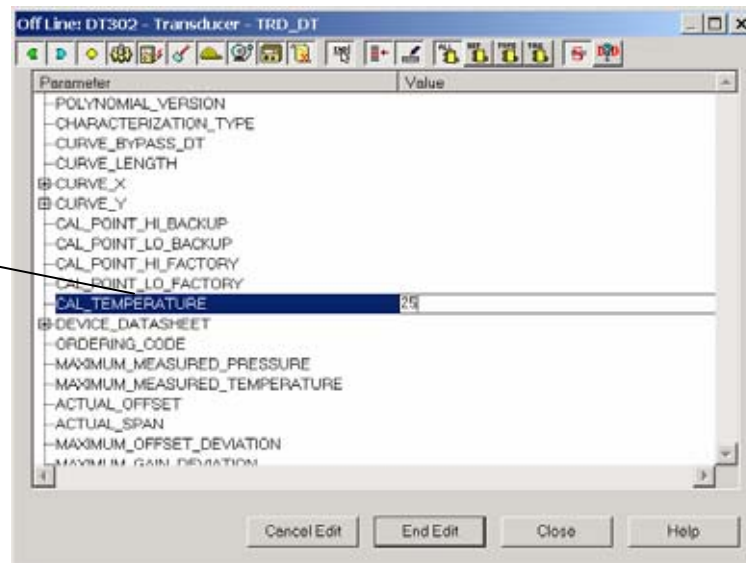 Off Line: DT302 - Transducer - TRD_DT
Parameter Value
POLYNOMIAL_VERSION
CHARACTERIZATION_TYPE
CURVE_BYPASS_DT
CURVE_LENGTH
CURVE_X
CURVE_Y
CAL_POINT_HI_BACKUP
CAL_POINT_LO_BACKUP
CAL_POINT_HI_FACTORY
CAL_POINT_LO_FACTORY
CAL_TEMPERATURE 25
DEVICE_DATASHEET
ORDERING_CODE
MAXIMUM_MEASURED_PRESSURE
MAXIMUM_MEASURED_TEMPERATURE
ACTUAL_OFFSET
ACTUAL_SPAN
MAXIMUM_OFFSET_DEVIATION
MAXIMUM_GAIN_DEVIATION
Cancel Edit End Edit Close Help